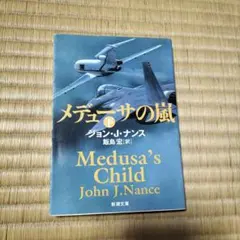 メデューサの嵐
上
ジョン・J・ナンス
飯島 宏[訳]
Medusa's
Child
John J. Nance
新潮文庫